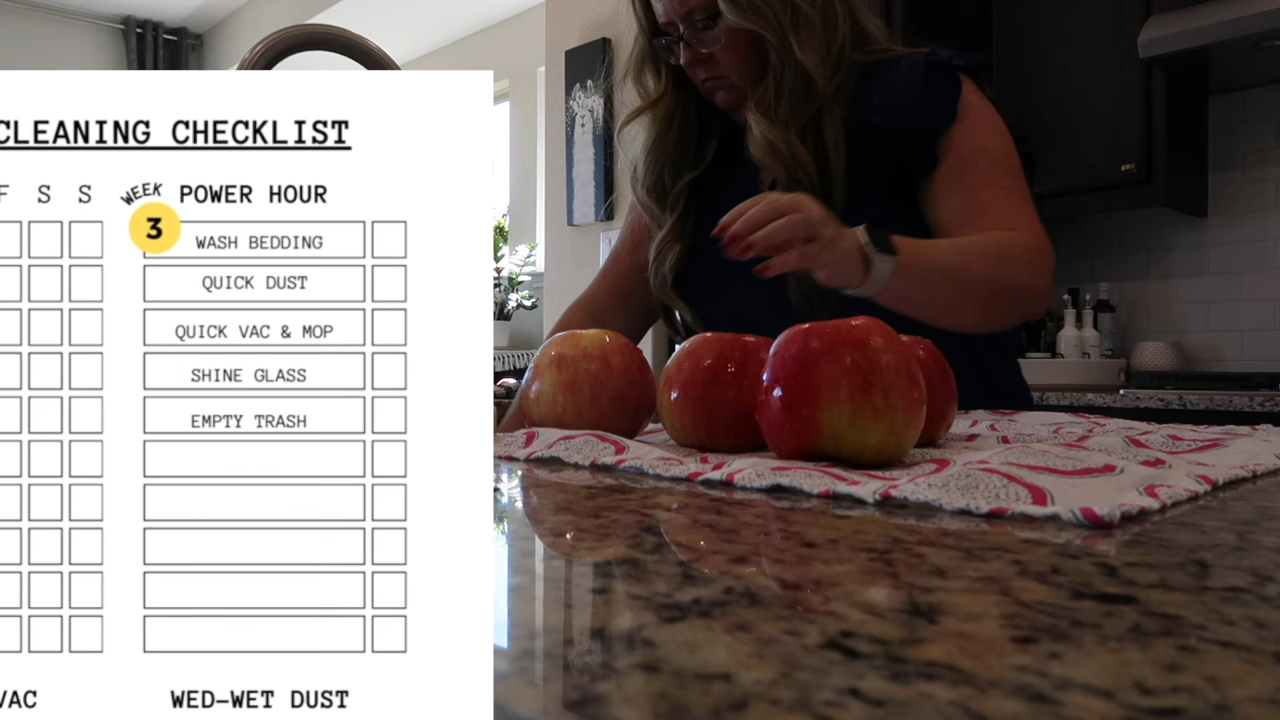 CLEANING CHECKLIST
F S S WEEK 3 POWER HOUR
WASH BEDDING
QUICK DUST
QUICK VAC & MOP
SHINE GLASS
EMPTY TRASH
VAC WED-WET DUST